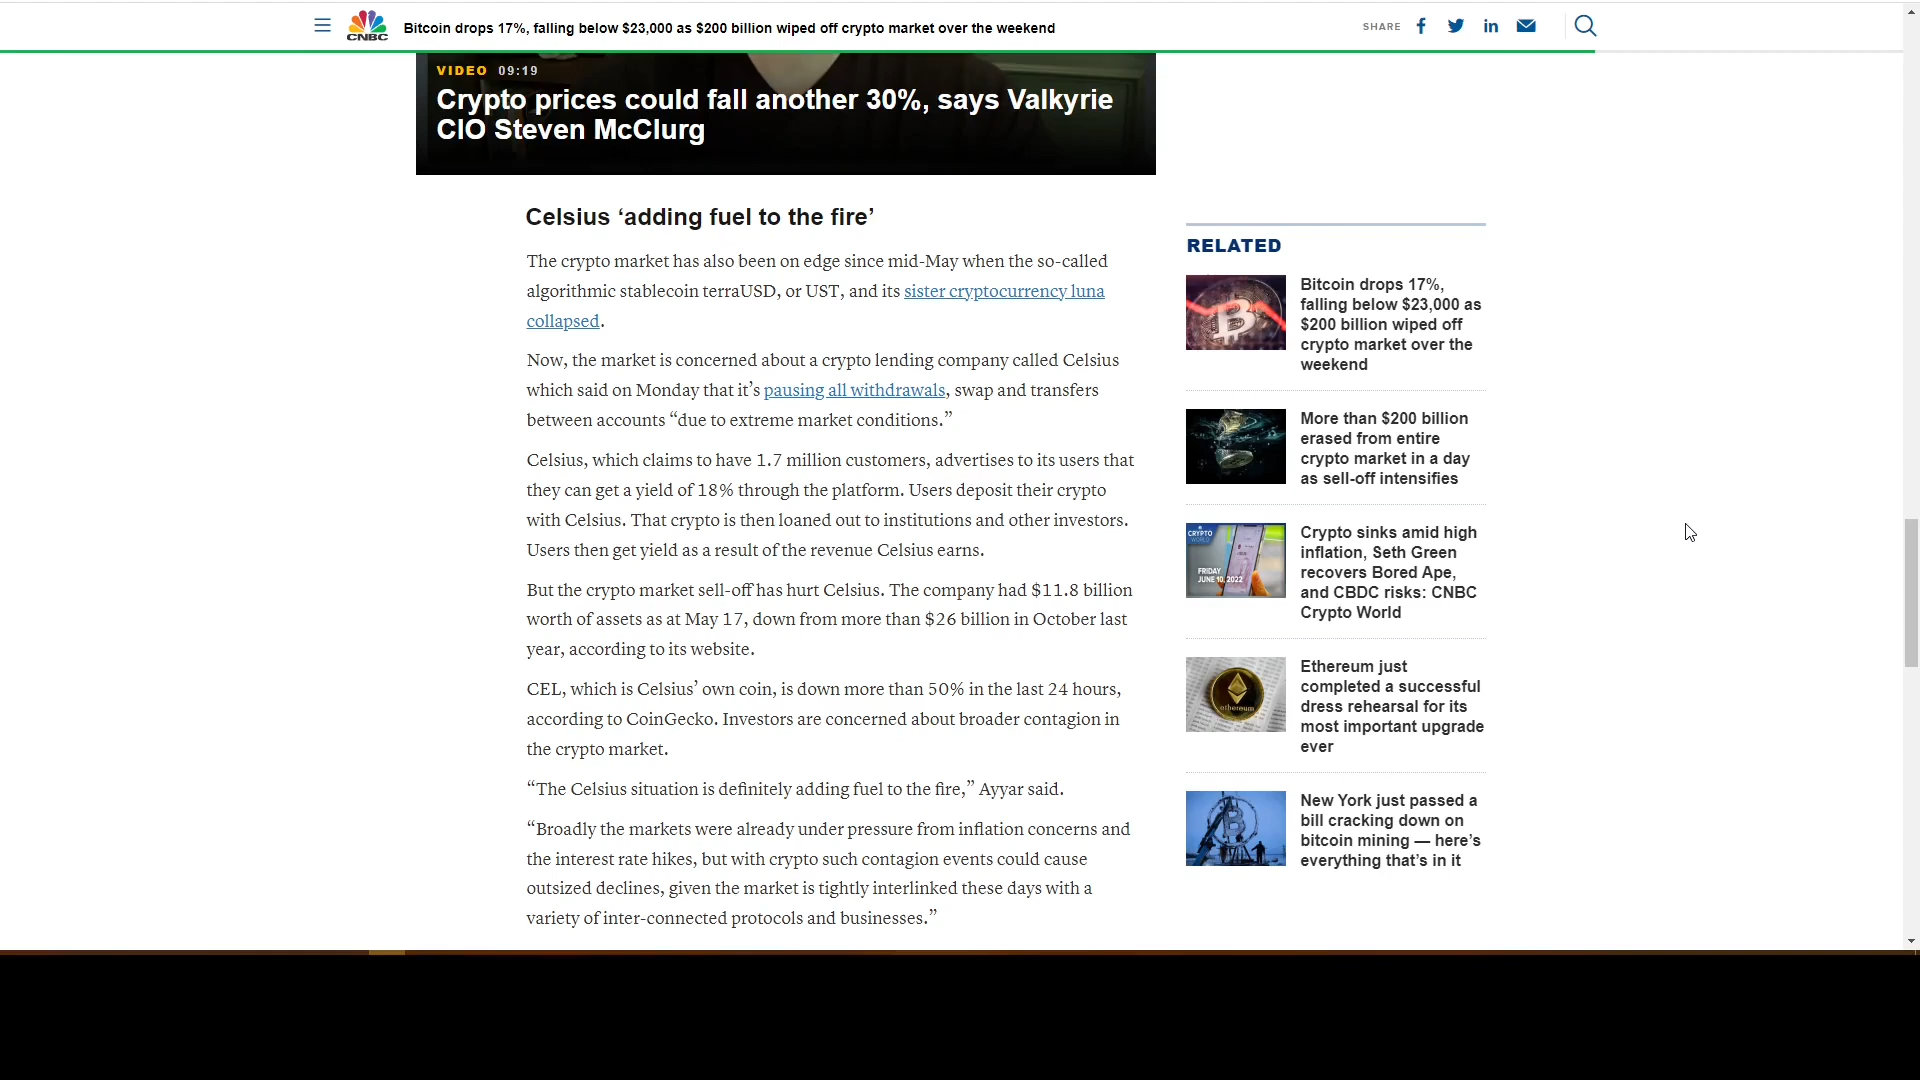 CNBC
Bitcoin drops 17%, falling below $23,000 as $200 billion wiped off crypto market over the weekend
SHARE
VIDEO 09:19
Crypto prices could fall another 30%, says Valkyrie
CIO Steven McClurg
Celsius ‘adding fuel to the fire’
The crypto market has also been on edge since mid-May when the so-called
algorithmic stablecoin terraUSD, or UST, and its sister cryptocurrency luna
collapsed.
Now, the market is concerned about a crypto lending company called Celsius
which said on Monday that it’s pausing all withdrawals, swap and transfers
between accounts “due to extreme market conditions.”
Celsius, which claims to have 1.7 million customers, advertises to its users that
they can get a yield of 18% through the platform. Users deposit their crypto
with Celsius. That crypto is then loaned out to institutions and other investors.
Users then get yield as a result of the revenue Celsius earns.
But the crypto market sell-off has hurt Celsius. The company had $11.8 billion
worth of assets as at May 17, down from more than $26 billion in October last
year, according to its website.
CEL, which is Celsius’ own coin, is down more than 50% in the last 24 hours,
according to CoinGecko. Investors are concerned about broader contagion in
the crypto market.
“The Celsius situation is definitely adding fuel to the fire,” Ayyar said.
“Broadly the markets were already under pressure from inflation concerns and
the interest rate hikes, but with crypto such contagion events could cause
outsized declines, given the market is tightly interlinked these days with a
variety of inter-connected protocols and businesses.”
RELATED
Bitcoin drops 17%,
falling below $23,000 as
$200 billion wiped off
crypto market over the
weekend
More than $200 billion
erased from entire
crypto market in a day
as sell-off intensifies
CRYPTO
WORLD
FRIDAY
JUNE 10, 2022
Crypto sinks amid high
inflation, Seth Green
recovers Bored Ape,
and CBDC risks: CNBC
Crypto World
ethereum
Ethereum just
completed a successful
dress rehearsal for its
most important upgrade
ever
New York just passed a
bill cracking down on
bitcoin mining — here’s
everything that’s in it